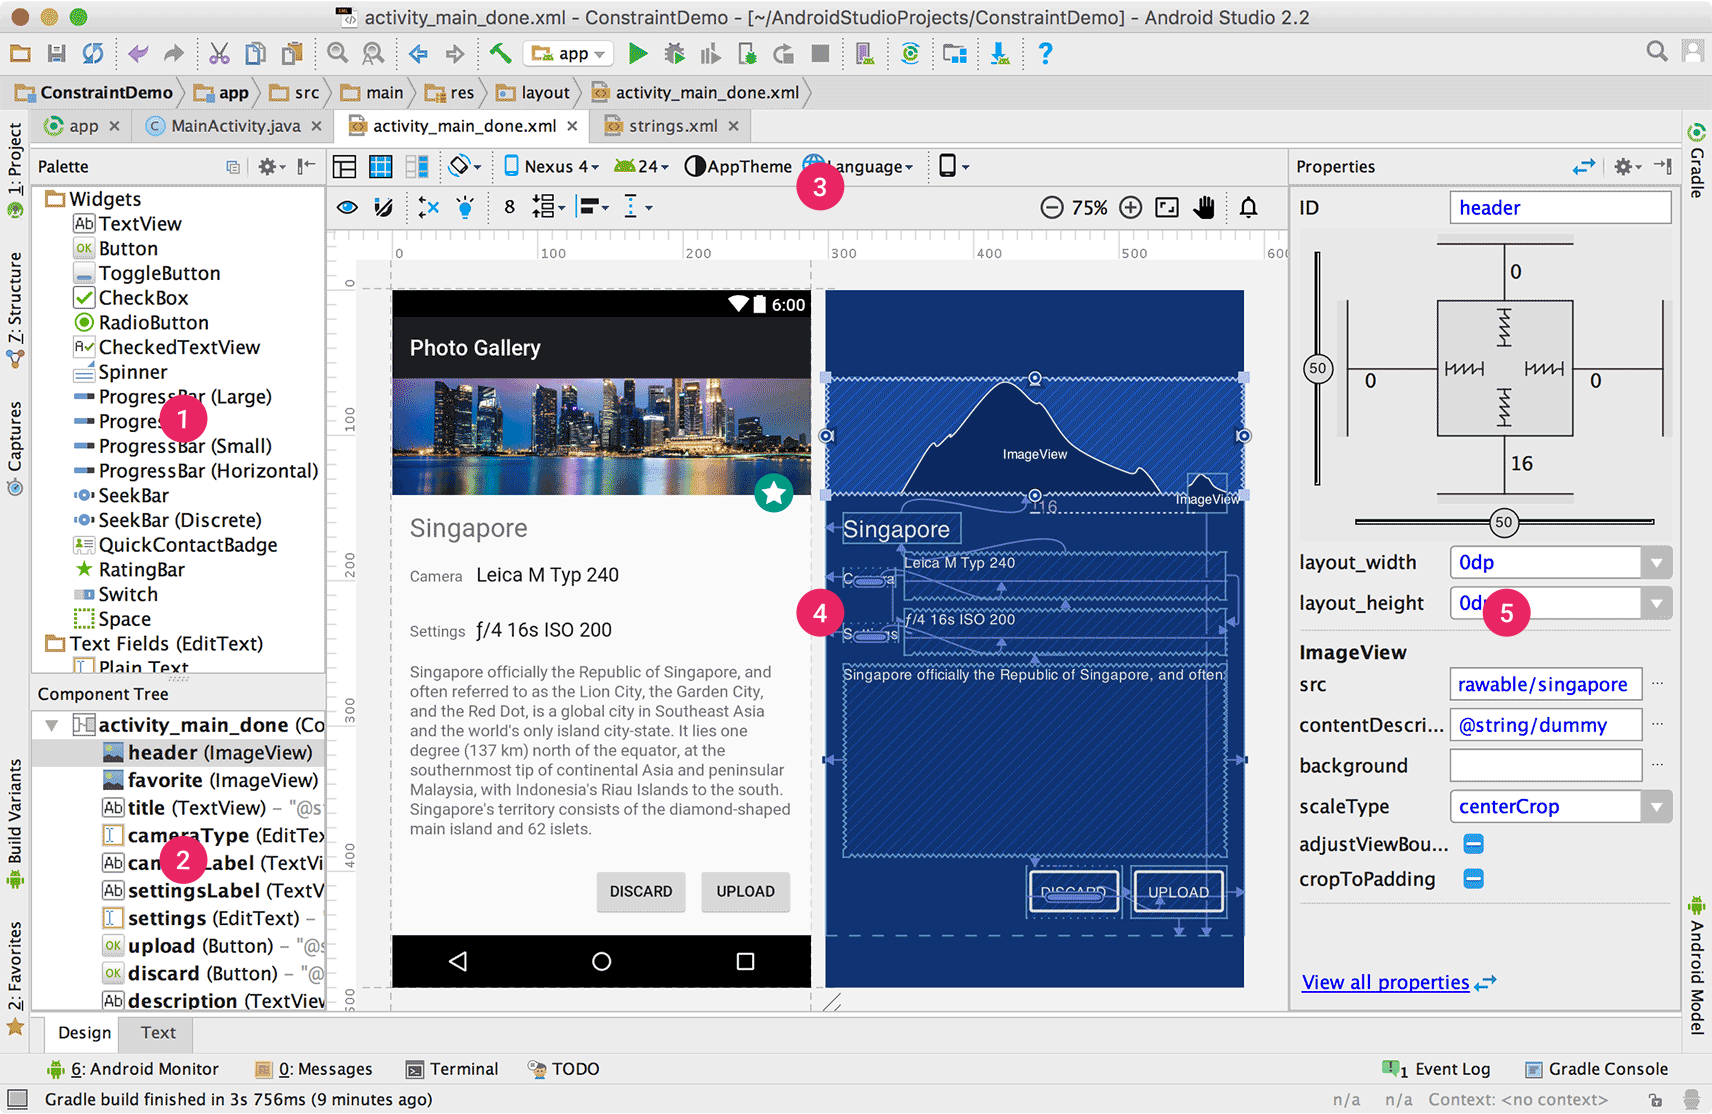 activity_main_done.xml - ConstraintDemo - [~/AndroidStudioProjects/ConstraintDemo] - Android Studio 2.2
app
ConstraintDemo app src main res layout activity_main_done.xml
app MainActivity.java activity_main_done.xml strings.xml
1: Project
Z: Structure
Captures
Build Variants
2: Favorites
Palette
Widgets
Ab TextView
OK Button
ToggleButton
CheckBox
RadioButton
CheckedTextView
Spinner
ProgressBar (Large)
1
ProgressBar (Small)
ProgressBar (Horizontal)
SeekBar
SeekBar (Discrete)
QuickContactBadge
RatingBar
Switch
Space
Text Fields (EditText)
Plain Text
Component Tree
activity_main_done (Co
header (ImageView)
favorite (ImageView)
Ab title (TextView) – "@s
cameraType (EditTex
2
Ab settingsLabel (TextV
settings (EditText) –
OK upload (Button) – "@s
OK discard (Button) – "@
Ab description (TextView
Nexus 4 24 AppTheme Language
3
8 75%
0 100 200 300 400 500 600
0
100
200
300
400
500
6:00
Photo Gallery
Singapore
Camera Leica M Typ 240
Settings ƒ/4 16s ISO 200
Singapore officially the Republic of Singapore, and
often referred to as the Lion City, the Garden City,
and the Red Dot, is a global city in Southeast Asia
and the world's only island city-state. It lies one
degree (137 km) north of the equator, at the
southernmost tip of continental Asia and peninsular
Malaysia, with Indonesia's Riau Islands to the south.
Singapore's territory consists of the diamond-shaped
main island and 62 islets.
DISCARD UPLOAD
ImageView
ImageView
16
Singapore
Leica M Typ 240
4
ƒ/4 16s ISO 200
Singapore officially the Republic of Singapore, and often
DISCARD UPLOAD
Properties
ID header
0
50
0 0
16
50
layout_width 0dp
layout_height
5
ImageView
src rawable/singapore
contentDescri... @string/dummy
background
scaleType centerCrop
adjustViewBou...
cropToPadding
View all properties
Gradle
Android Model
Design Text
6: Android Monitor 0: Messages Terminal TODO 1 Event Log Gradle Console
Gradle build finished in 3s 756ms (9 minutes ago) n/a n/a Context: <no context>